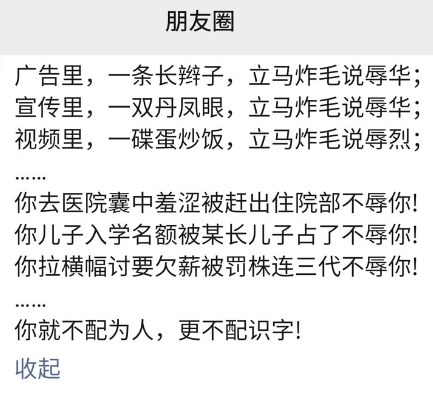 朋友圈
广告里，一条长辫子，立马炸毛说辱华；
宣传里，一双丹凤眼，立马炸毛说辱华；
视频里，一碟蛋炒饭，立马炸毛说辱烈；
......
你去医院囊中羞涩被赶出住院部不辱你!
你儿子入学名额被某长儿子占了不辱你!
你拉横幅讨要欠薪被罚株连三代不辱你!
......
你就不配为人，更不配识字!
收起